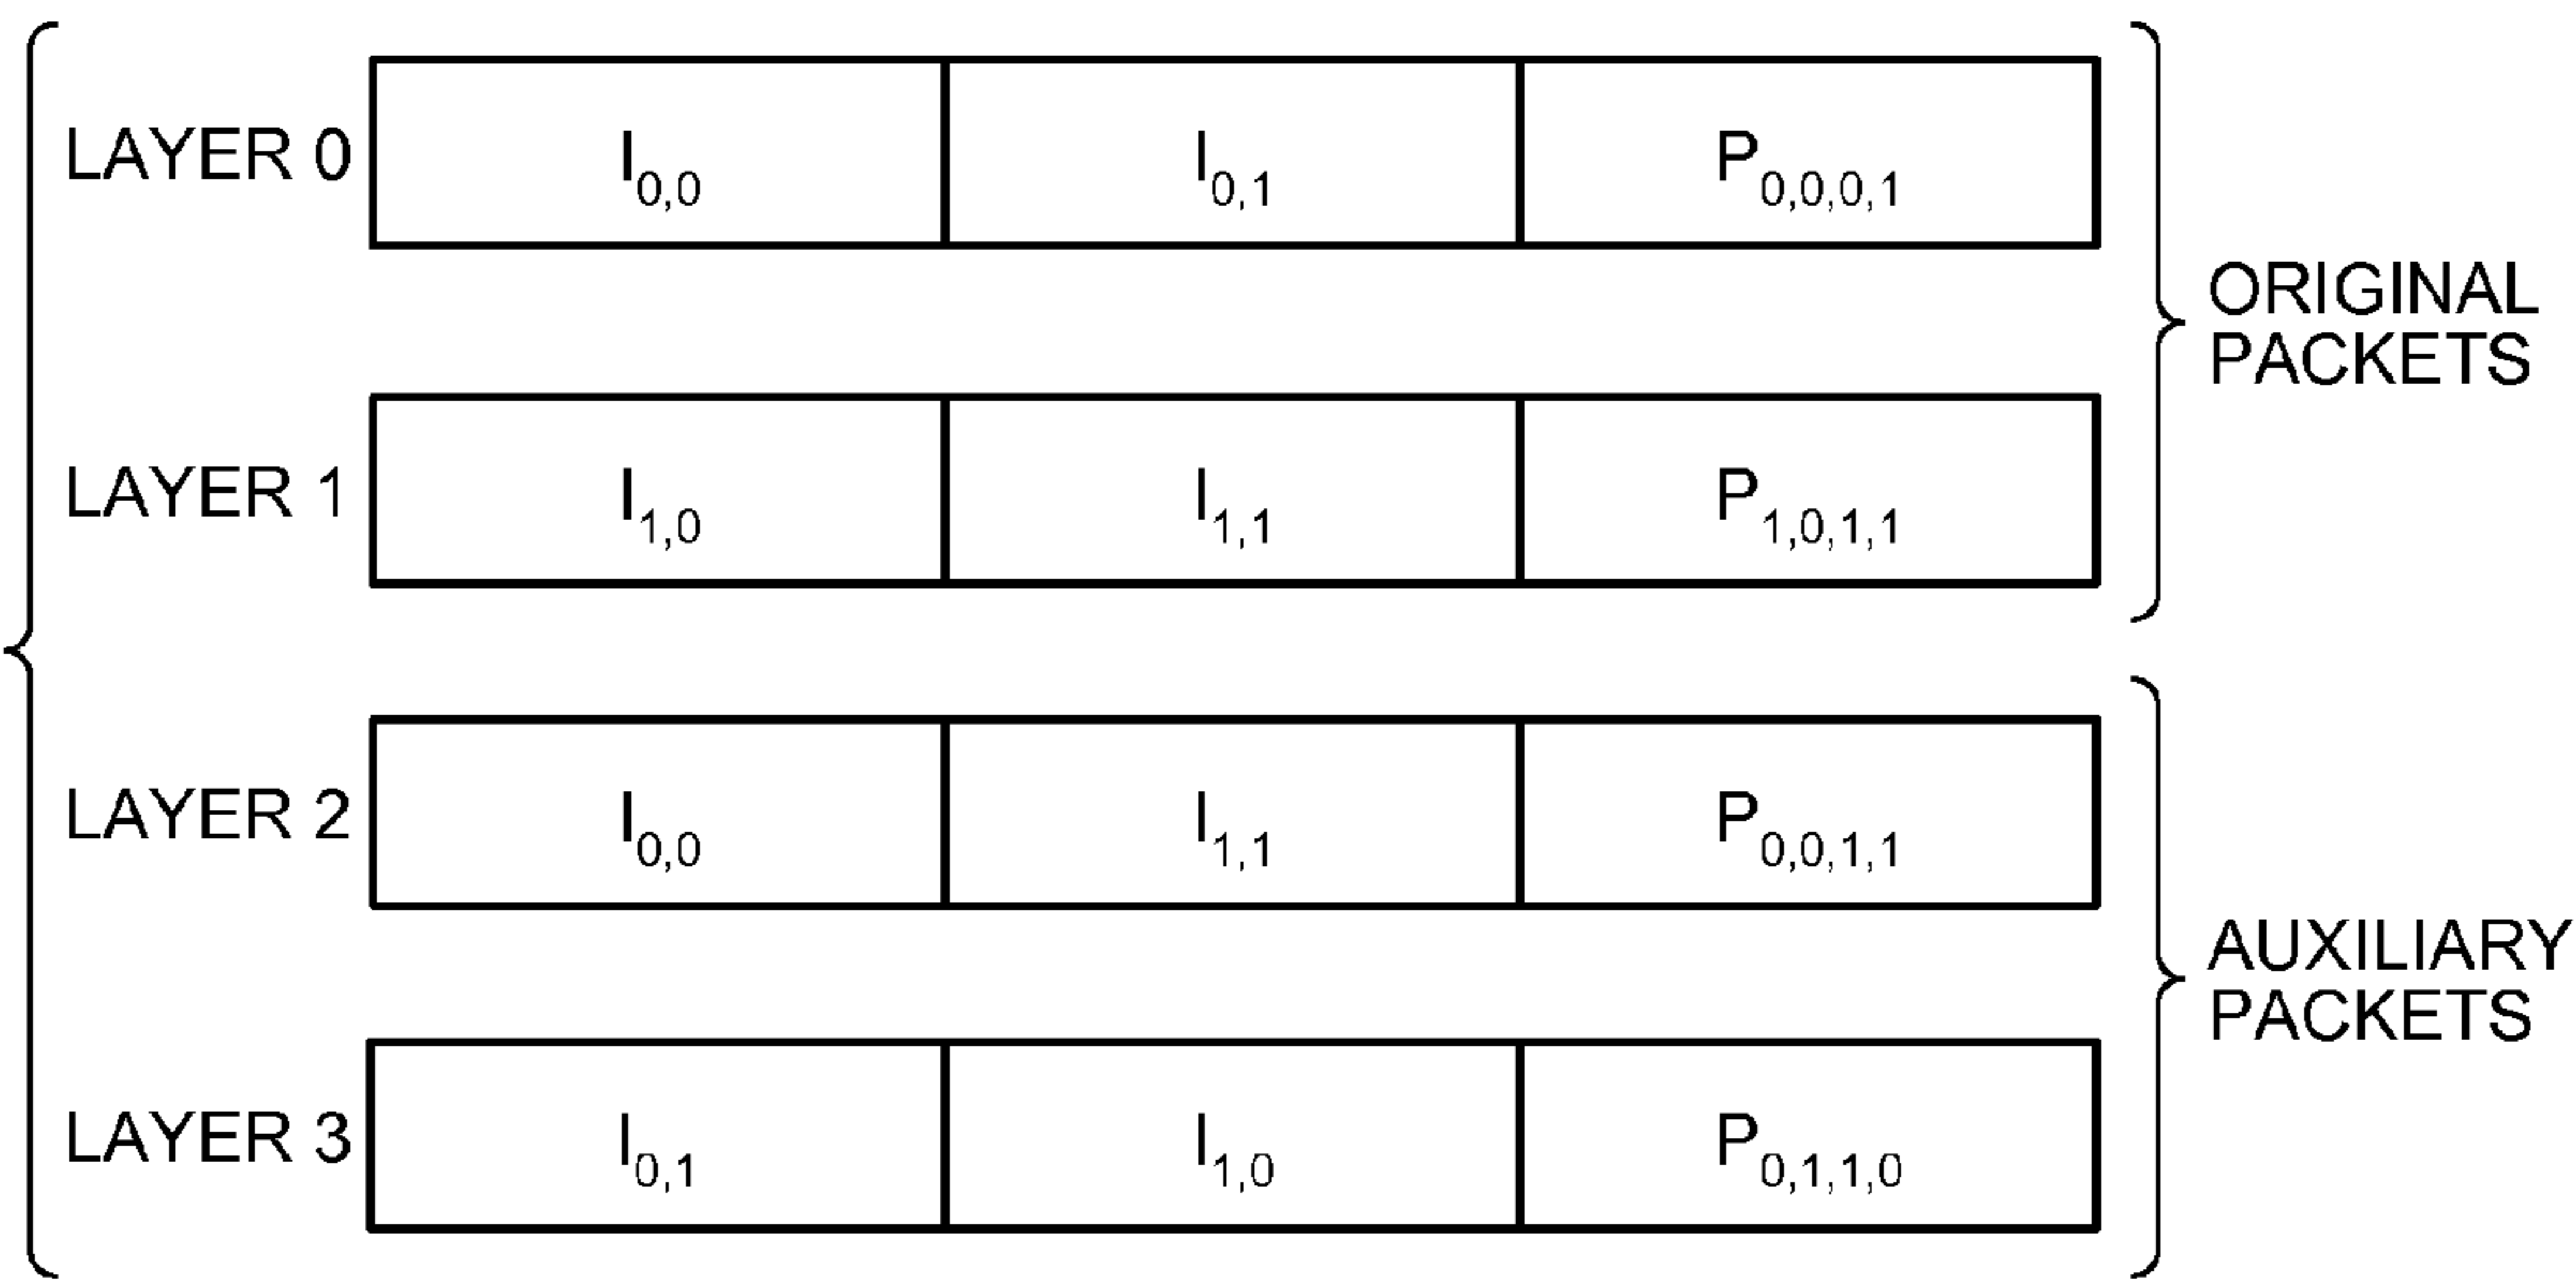 LAYER 0 I0,0 I0,1 P0,0,0,1
ORIGINAL
PACKETS
LAYER 1 I1,0 I1,1 P1,0,1,1
LAYER 2 I0,0 I1,1 P0,0,1,1
AUXILIARY
PACKETS
LAYER 3 I0,1 I1,0 P0,1,1,0